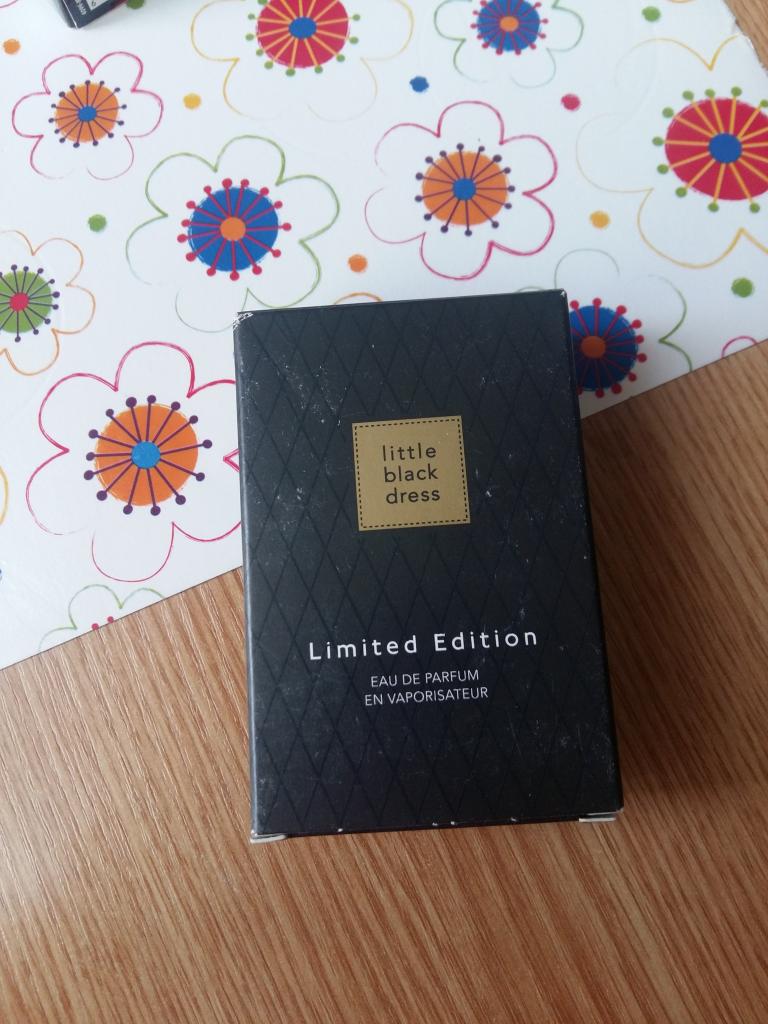 little
black
dress
Limited Edition
EAU DE PARFUM
EN VAPORISATEUR